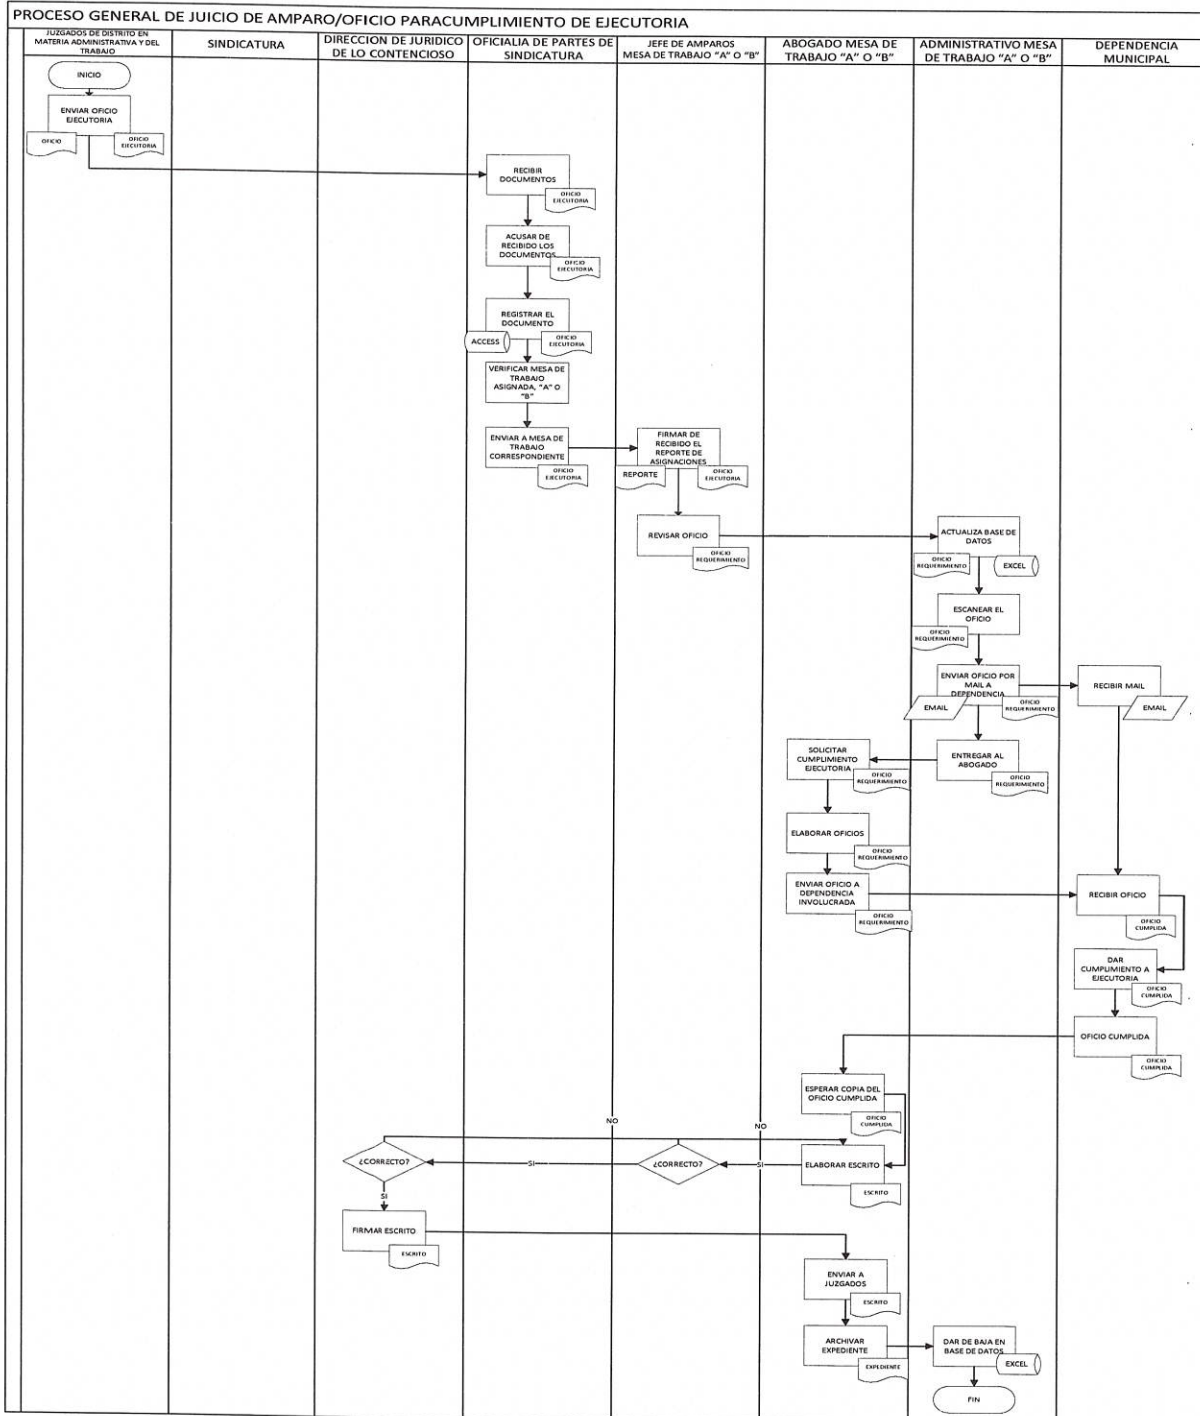 PROCESO GENERAL DE JUICIO DE AMPARO/OFICIO PARACUMPLIMIENTO DE EJECUTORIA
JUZGADOS DE DISTRITO EN
MATERIA ADMINISTRATIVA Y DEL
TRABAJO
SINDICATURA
DIRECCION DE JURIDICO
DE LO CONTENCIOSO
OFICIALIA DE PARTES DE
SINDICATURA
JEFE DE AMPAROS
MESA DE TRABAJO "A" O "B"
ABOGADO MESA DE
TRABAJO "A" O "B"
ADMINISTRATIVO MESA
DE TRABAJO "A" O "B"
DEPENDENCIA
MUNICIPAL
INICIO
ENVIAR OFICIO
EJECUTORIA
OFICIO
OFICIO
EJECUTORIA
RECIBIR
DOCUMENTOS
OFICIO
EJECUTORIA
ACUSAR DE
RECIBIDO LOS
DOCUMENTOS
OFICIO
EJECUTORIA
REGISTRAR EL
DOCUMENTO
ACCESS
OFICIO
EJECUTORIA
VERIFICAR MESA DE
TRABAJO
ASIGNADA, "A" O
"B"
ENVIAR A MESA DE
TRABAJO
CORRESPONDIENTE
OFICIO
EJECUTORIA
FIRMAR DE
RECIBIDO EL
REPORTE DE
ASIGNACIONES
REPORTE
OFICIO
EJECUTORIA
REVISAR OFICIO
OFICIO
REQUERIMIENTO
ACTUALIZA BASE DE
DATOS
OFICIO
REQUERIMIENTO
EXCEL
ESCANEAR EL
OFICIO
OFICIO
REQUERIMIENTO
ENVIAR OFICIO POR
MAIL A
DEPENDENCIA
EMAIL
OFICIO
REQUERIMIENTO
RECIBIR MAIL
EMAIL
ENTREGAR AL
ABOGADO
OFICIO
REQUERIMIENTO
SOLICITAR
CUMPLIMIENTO
EJECUTORIA
OFICIO
REQUERIMIENTO
ELABORAR OFICIOS
OFICIO
REQUERIMIENTO
ENVIAR OFICIO A
DEPENDENCIA
INVOLUCRADA
OFICIO
REQUERIMIENTO
RECIBIR OFICIO
OFICIO
CUMPLIDA
DAR
CUMPLIMIENTO A
EJECUTORIA
OFICIO
CUMPLIDA
OFICIO CUMPLIDA
OFICIO
CUMPLIDA
ESPERAR COPIA DEL
OFICIO CUMPLIDA
OFICIO
CUMPLIDA
NO
NO
¿CORRECTO?
SI
¿CORRECTO?
SI
ELABORAR ESCRITO
ESCRITO
SI
FIRMAR ESCRITO
ESCRITO
ENVIAR A
JUZGADOS
ESCRITO
ARCHIVAR
EXPEDIENTE
EXPEDIENTE
DAR DE BAJA EN
BASE DE DATOS
EXCEL
FIN